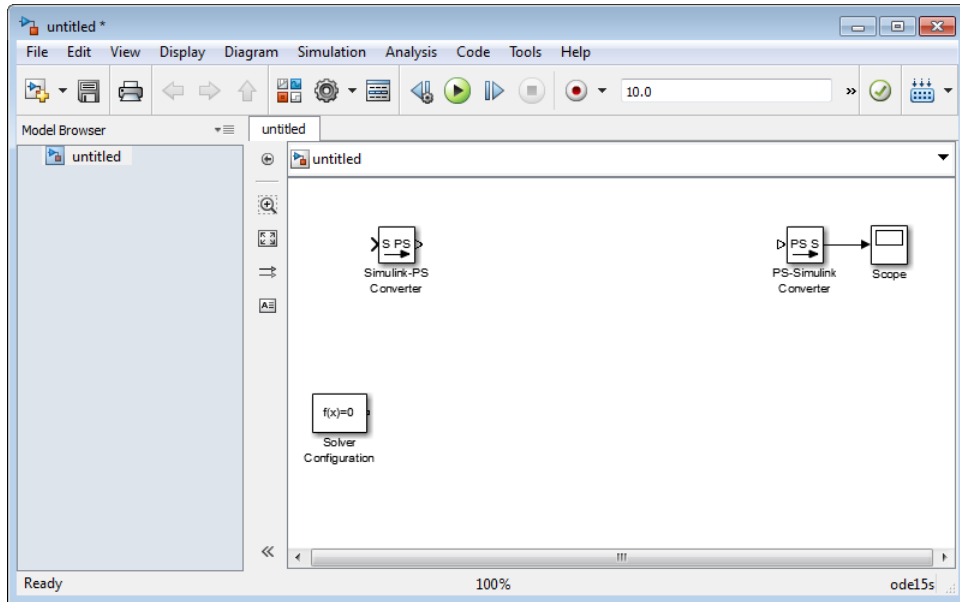 untitled *
File Edit View Display Diagram Simulation Analysis Code Tools Help
10.0 »
Model Browser untitled
untitled untitled
S PS PS S
Simulink-PS Converter
PS-Simulink Converter
Scope
f(x)=0
Solver
Configuration
Ready 100% ode15s